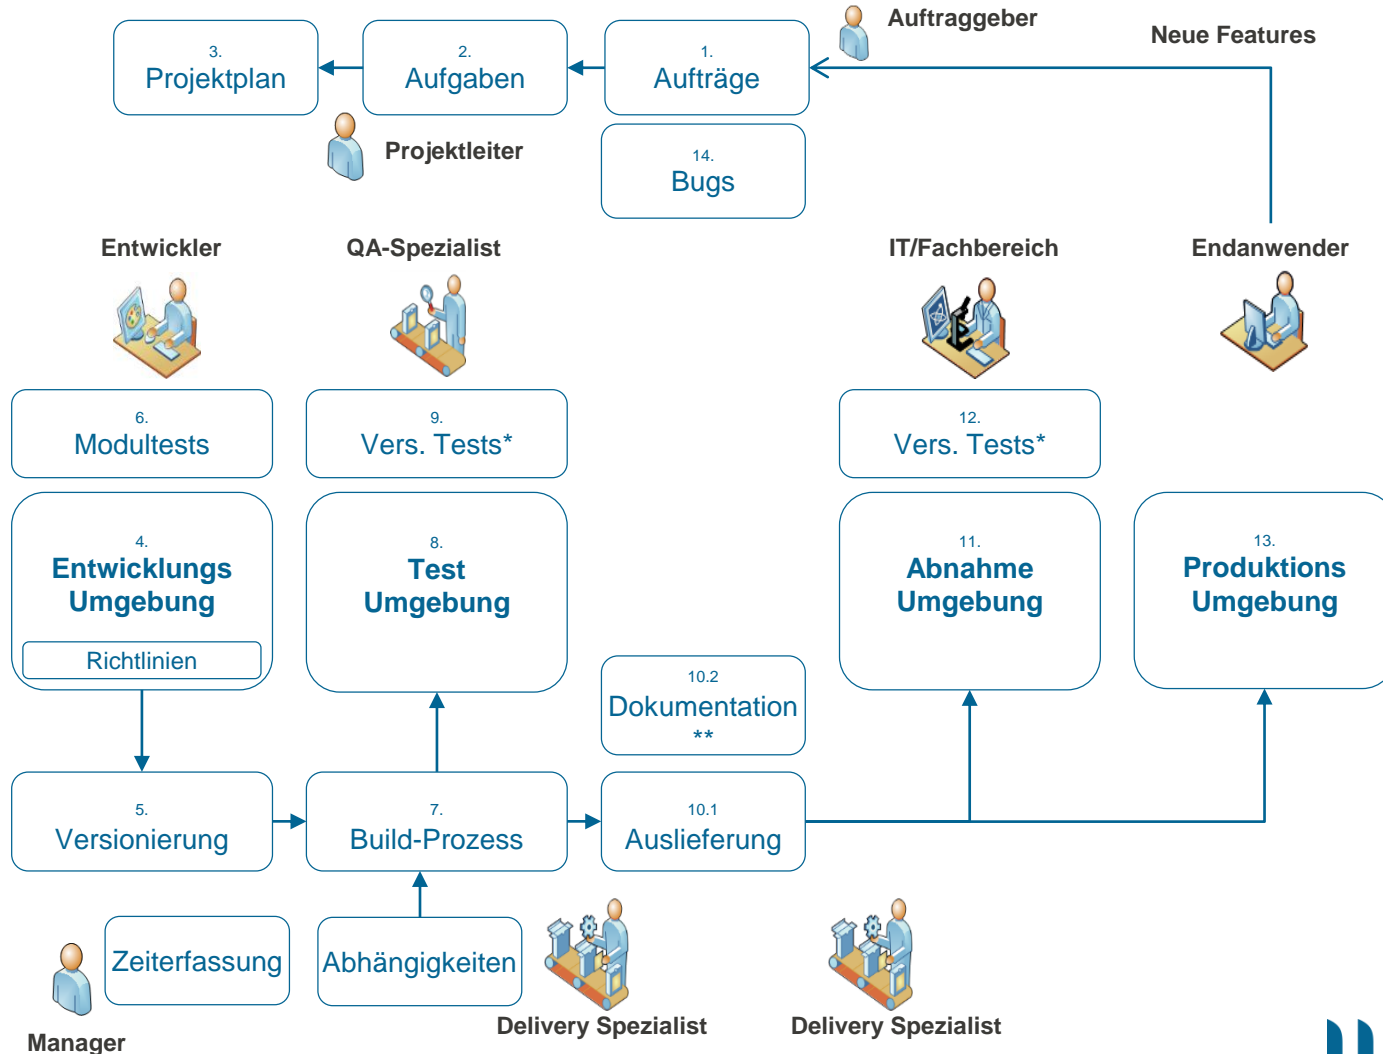 Auftraggeber
Neue Features
3.
Projektplan
2.
Aufgaben
1.
Aufträge
Projektleiter
14.
Bugs
Entwickler
QA-Spezialist
IT/Fachbereich
Endanwender
6.
Modultests
9.
Vers. Tests*
12.
Vers. Tests*
4.
Entwicklungs
Umgebung
Richtlinien
8.
Test
Umgebung
11.
Abnahme
Umgebung
13.
Produktions
Umgebung
10.2
Dokumentation
**
5.
Versionierung
7.
Build-Prozess
10.1
Auslieferung
Zeiterfassung
Abhängigkeiten
Manager
Delivery Spezialist
Delivery Spezialist